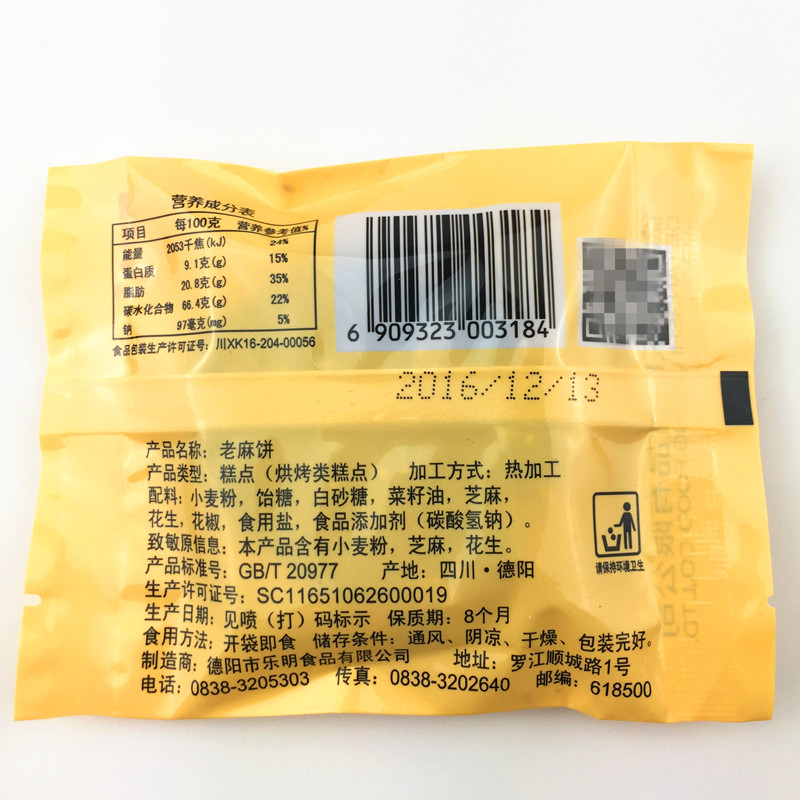 营养成分表
项目 每100克 营养参考值%
能量 2053千焦(kJ) 24%
蛋白质 9.1克(g) 15%
脂肪 20.8克(g) 35%
碳水化合物 66.4克(g) 22%
钠 97毫克(mg) 5%
食品包装生产许可证号：川XK16-204-00056
6 909323 003184
2016/12/13
产品名称：老麻饼
产品类型：糕点（烘烤类糕点） 加工方式：热加工
配料：小麦粉，饴糖，白砂糖，菜籽油，芝麻，
花生，花椒，食用盐，食品添加剂（碳酸氢钠）。
致敏原信息：本产品含有小麦粉，芝麻，花生。
产品标准号：GB/T 20977 产地：四川·德阳
生产许可证号：SC11651062600019
生产日期：见喷（打）码标示 保质期：8个月
食用方法：开袋即食 储存条件：通风、阴凉、干燥、包装完好。
制造商：德阳市乐明食品有限公司 地址：罗江顺城路1号
电话：0838-3205303 传真：0838-3202640 邮编：618500
请保持环境卫生